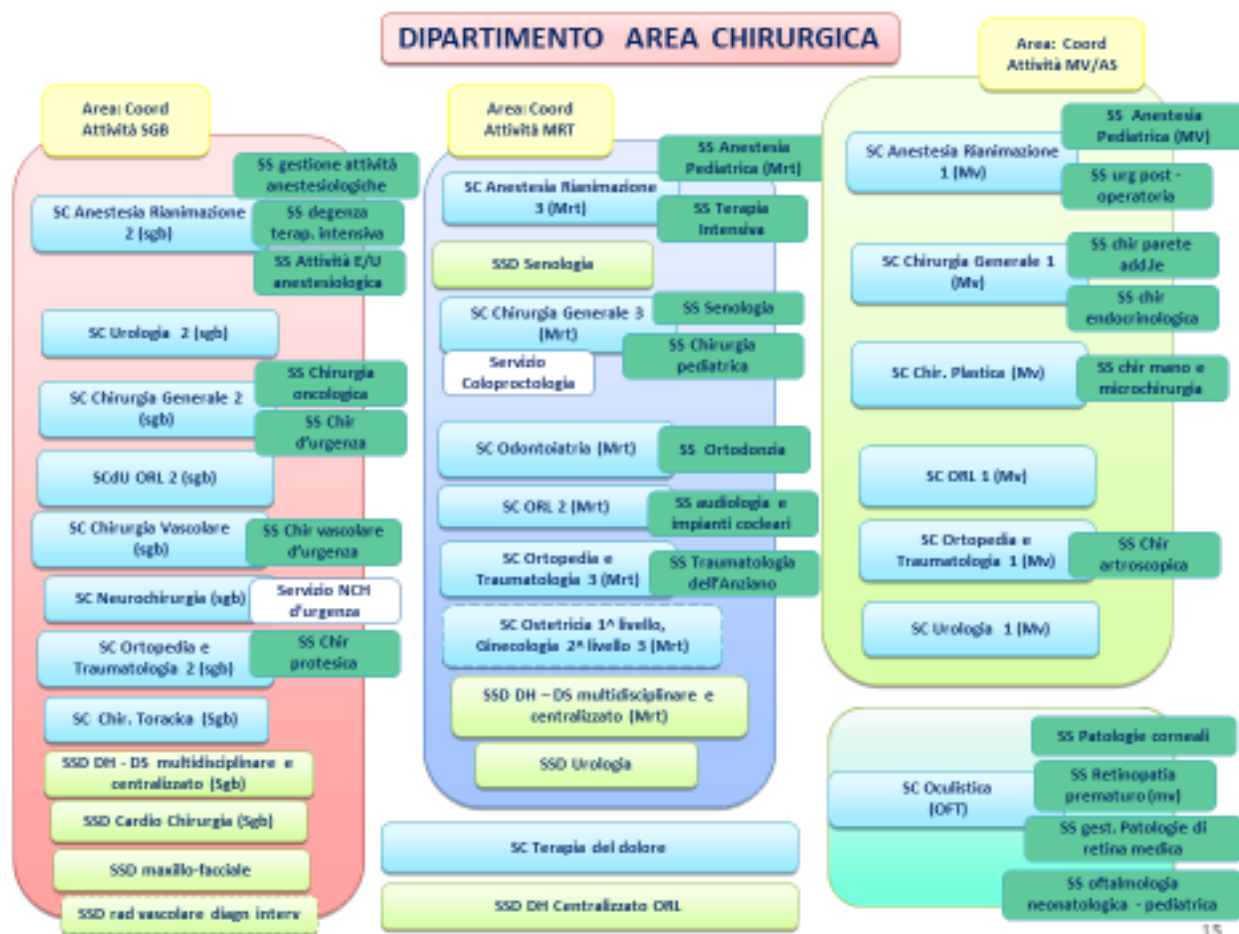 DIPARTIMENTO AREA CHIRURGICA
Area: Coord
Attività SGB
SS gestione attività
anestesiologiche
SC Anestesia Rianimazione
2 (sgb)
SS degenza
terap. intensiva
SS Attività E/U
anestesiologica
SC Urologia 2 (sgb)
SS Chirurgia
oncologica
SC Chirurgia Generale 2
(sgb)
SS Chir
d'urgenza
SCdU ORL 2 (sgb)
SC Chirurgia Vascolare
(sgb)
SS Chir vascolare
d'urgenza
SC Neurochirurgia (sgb)
Servizio NCH
d'urgenza
SC Ortopedia e
Traumatologia 2 (sgb)
SS Chir
protesica
SC Chir. Toracica (Sgb)
SSD DH - DS multidisciplinare e
centralizzato (Sgb)
SSD Cardio Chirurgia (Sgb)
SSD maxillo-facciale
SSD rad vascolare diagn interv
Area: Coord
Attività MRT
SS Anestesia
Pediatrica (Mrt)
SC Anestesia Rianimazione
3 (Mrt)
SS Terapia
Intensiva
SSD Senologia
SC Chirurgia Generale 3
(Mrt)
SS Senologia
SS Chirurgia
pediatrica
Servizio
Coloproctologia
SC Odontoiatria (Mrt)
SS Ortodonzia
SC ORL 2 (Mrt)
SS audiologia e
impianti cocleari
SC Ortopedia e
Traumatologia 3 (Mrt)
SS Traumatologia
dell'Anziano
SC Ostetricia 1^ livello,
Ginecologia 2^ livello 3 (Mrt)
SSD DH – DS multidisciplinare e
centralizzato (Mrt)
SSD Urologia
SC Terapia del dolore
SSD DH Centralizzato ORL
Area: Coord
Attività MV/AS
SS Anestesia
Pediatrica (MV)
SC Anestesia Rianimazione
1 (Mv)
SS urg post -
operatoria
SC Chirurgia Generale 1
(Mv)
SS chir parete
add.le
SS chir
endocrinologica
SC Chir. Plastica (Mv)
SS chir mano e
microchirurgia
SC ORL 1 (Mv)
SC Ortopedia e
Traumatologia 1 (Mv)
SS Chir
artroscopica
SC Urologia 1 (Mv)
SS Patologie corneali
SC Oculistica
(OFT)
SS Retinopatia
prematuro(mv)
SS gest. Patologie di
retina medica
SS oftalmologia
neonatologica - pediatrica
15